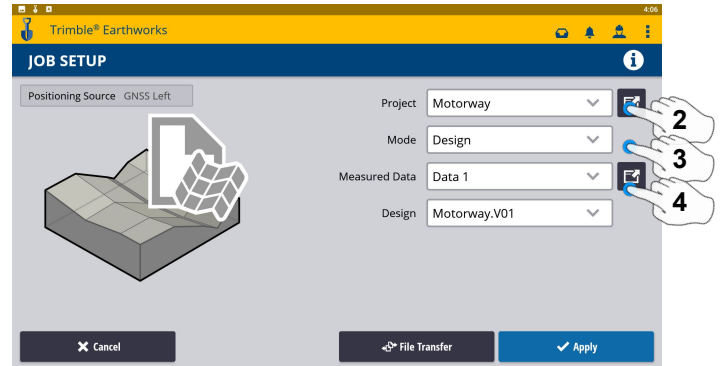 4:06
Trimble® Earthworks
JOB SETUP
Positioning Source GNSS Left
Project Motorway
2
Mode Design
3
Measured Data Data 1
4
Design Motorway.V01
Cancel
File Transfer
Apply